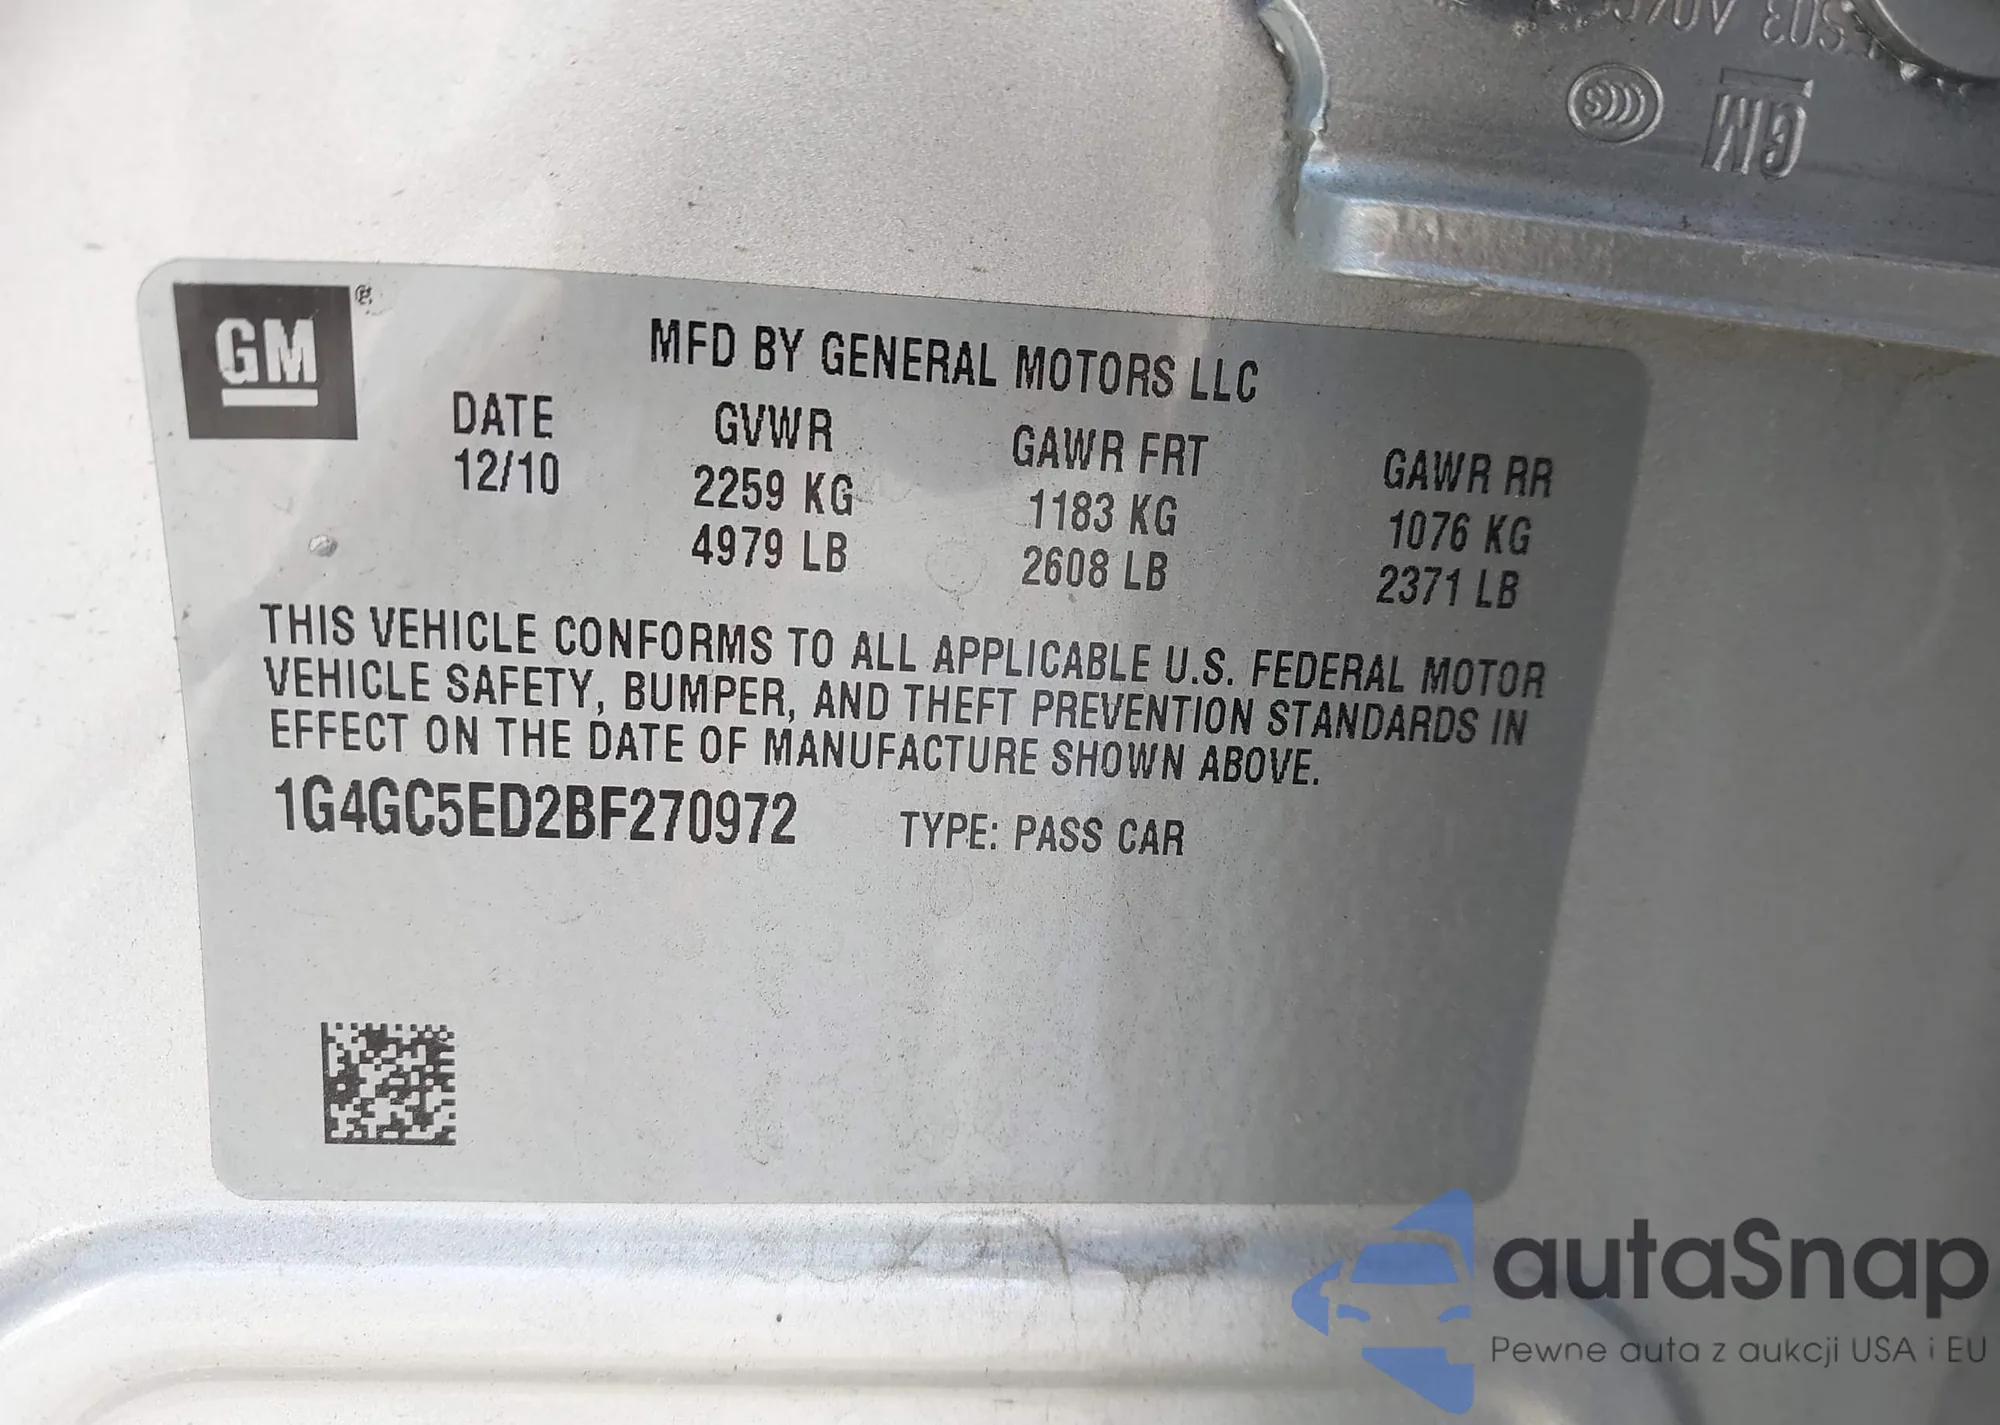 S03 A0
GM
GM ®
MFD BY GENERAL MOTORS LLC
DATE GVWR GAWR FRT GAWR RR
12/10 2259 KG 1183 KG 1076 KG
4979 LB 2608 LB 2371 LB
THIS VEHICLE CONFORMS TO ALL APPLICABLE U.S. FEDERAL MOTOR
VEHICLE SAFETY, BUMPER, AND THEFT PREVENTION STANDARDS IN
EFFECT ON THE DATE OF MANUFACTURE SHOWN ABOVE.
1G4GC5ED2BF270972 TYPE: PASS CAR
autaSnap
Pewne auta z aukcji USA i EU